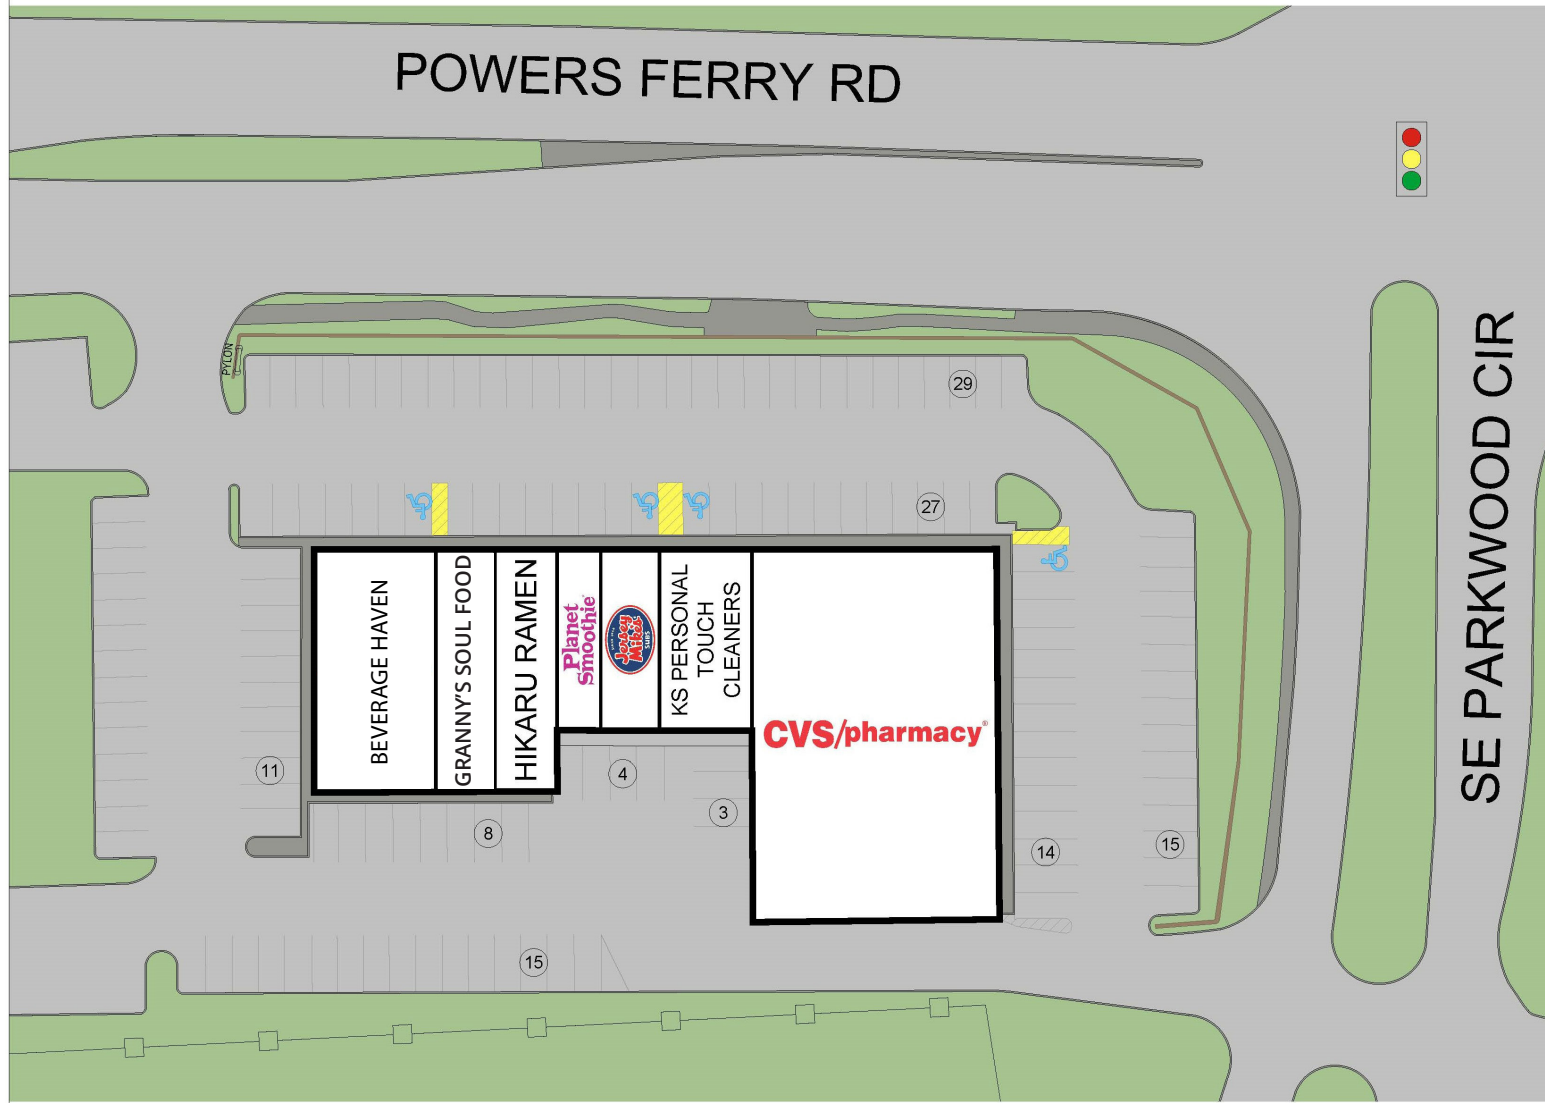 POWERS FERRY RD
PYLON
29
27
SE PARKWOOD CIR
BEVERAGE HAVEN
GRANNY'S SOUL FOOD
HIKARU RAMEN
Planet
smoothie
Jersey
Mike's
SUBS
KS PERSONAL
TOUCH
CLEANERS
CVS/pharmacy®
11
4
3
8
14
15
15